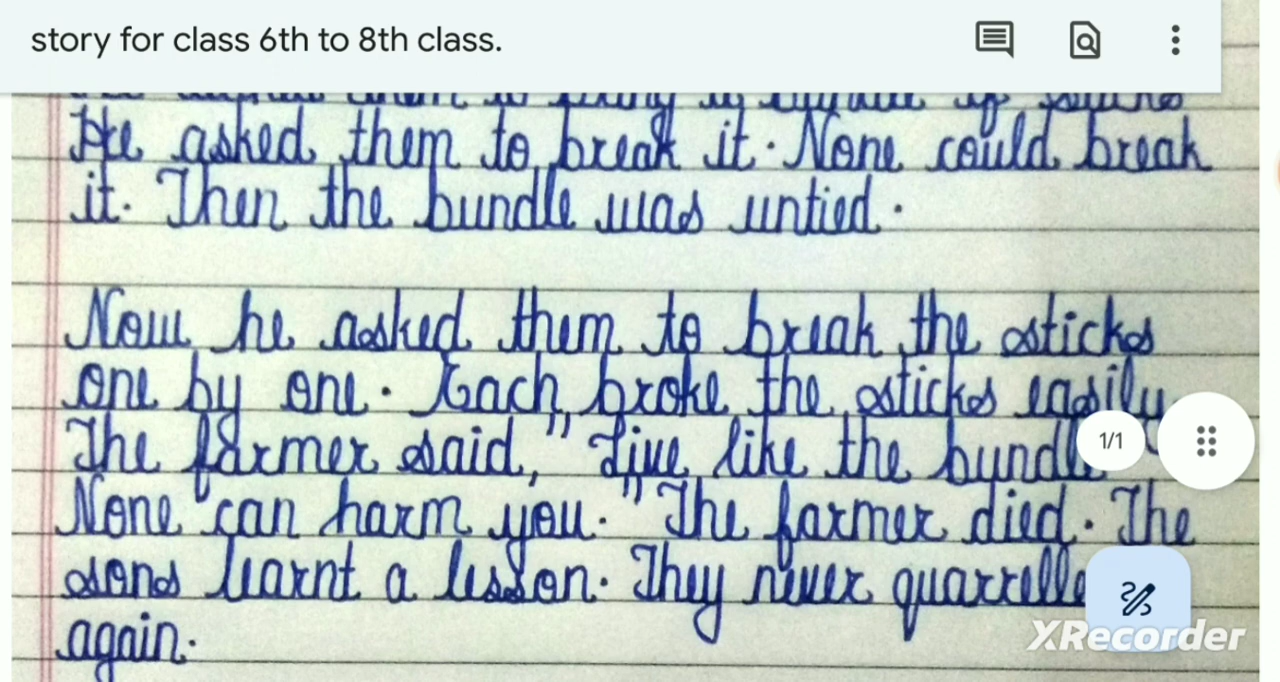 story for class 6th to 8th class.
He asked them to break it. None could break
it. Then the bundle was untied.
Now he asked them to break the sticks
one by one. Each broke the sticks easily
The farmer said, "Live like the bundle
1/1
None can harm you." The farmer died. The
sons learnt a lesson. They never quarrelle
again.
XRecorder